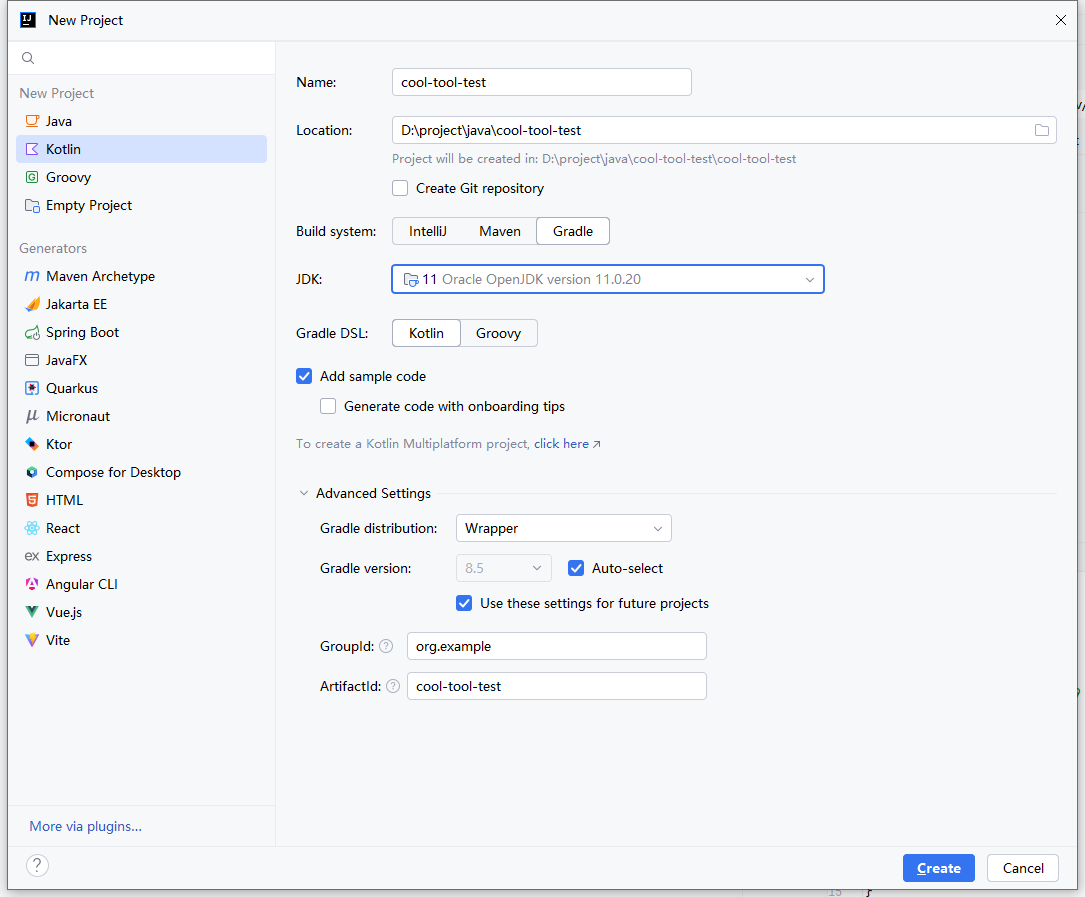 New Project
New Project
Java
Kotlin
Groovy
Empty Project
Generators
Maven Archetype
Jakarta EE
Spring Boot
JavaFX
Quarkus
Micronaut
Ktor
Compose for Desktop
HTML
React
Express
Angular CLI
Vue.js
Vite
More via plugins...
Name: cool-tool-test
Location: D:\project\java\cool-tool-test
Project will be created in: D:\project\java\cool-tool-test\cool-tool-test
Create Git repository
Build system: IntelliJ Maven Gradle
JDK: 11 Oracle OpenJDK version 11.0.20
Gradle DSL: Kotlin Groovy
Add sample code
Generate code with onboarding tips
To create a Kotlin Multiplatform project, click here ↗
Advanced Settings
Gradle distribution: Wrapper
Gradle version: 8.5 Auto-select
Use these settings for future projects
GroupId: ? org.example
ArtifactId: ? cool-tool-test
? Create Cancel
15 }